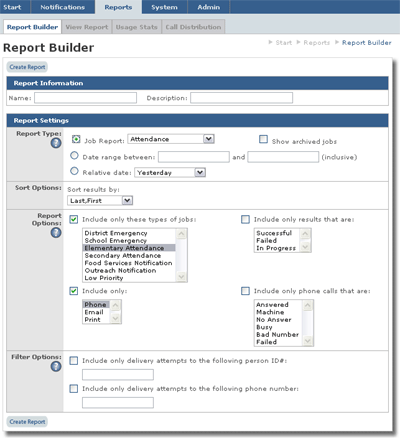 Start Notifications Reports System Admin
Report Builder View Report Usage Stats Call Distribution
Report Builder
Start Reports Report Builder
Create Report
Report Information
Name: Description:
Report Settings
Report Type: Job Report: Attendance Show archived jobs
Date range between: and (inclusive)
Relative date: Yesterday
Sort Options: Sort results by:
Last,First
Report Options: Include only these types of jobs: Include only results that are:
District Emergency
School Emergency
Elementary Attendance
Secondary Attendance
Food Services Notification
Outreach Notification
Low Priority
Successful
Failed
In Progress
Include only: Include only phone calls that are:
Phone
Email
Print
Answered
Machine
No Answer
Busy
Bad Number
Failed
Filter Options: Include only delivery attempts to the following person ID#:
Include only delivery attempts to the following phone number:
Create Report